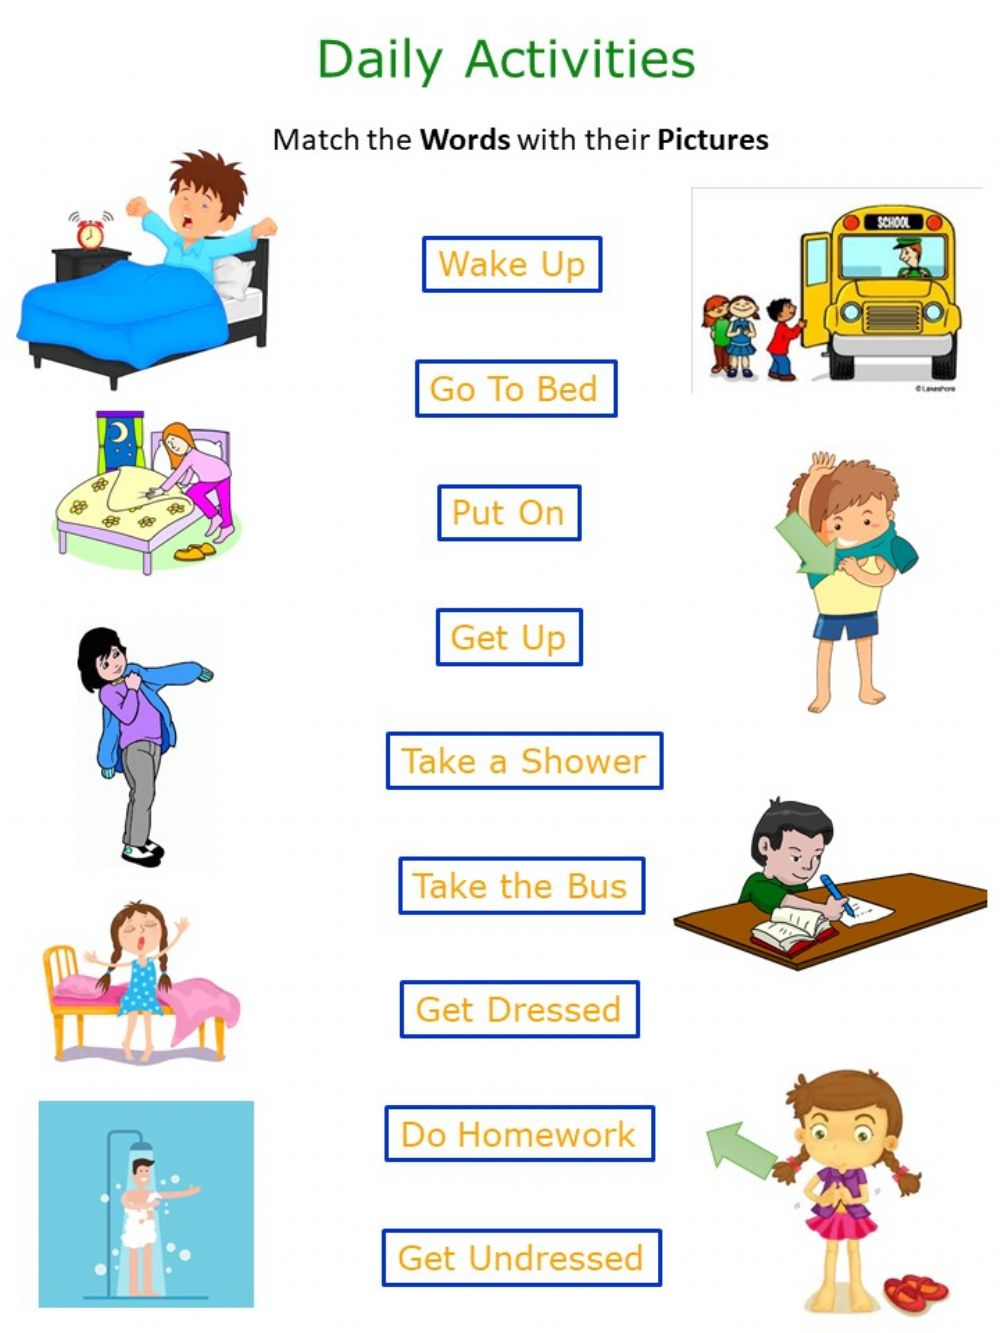 Daily Activities
Match the Words with their Pictures
SCHOOL
© Lakeshore
Wake Up
Go To Bed
Put On
Get Up
Take a Shower
Take the Bus
Get Dressed
Do Homework
Get Undressed